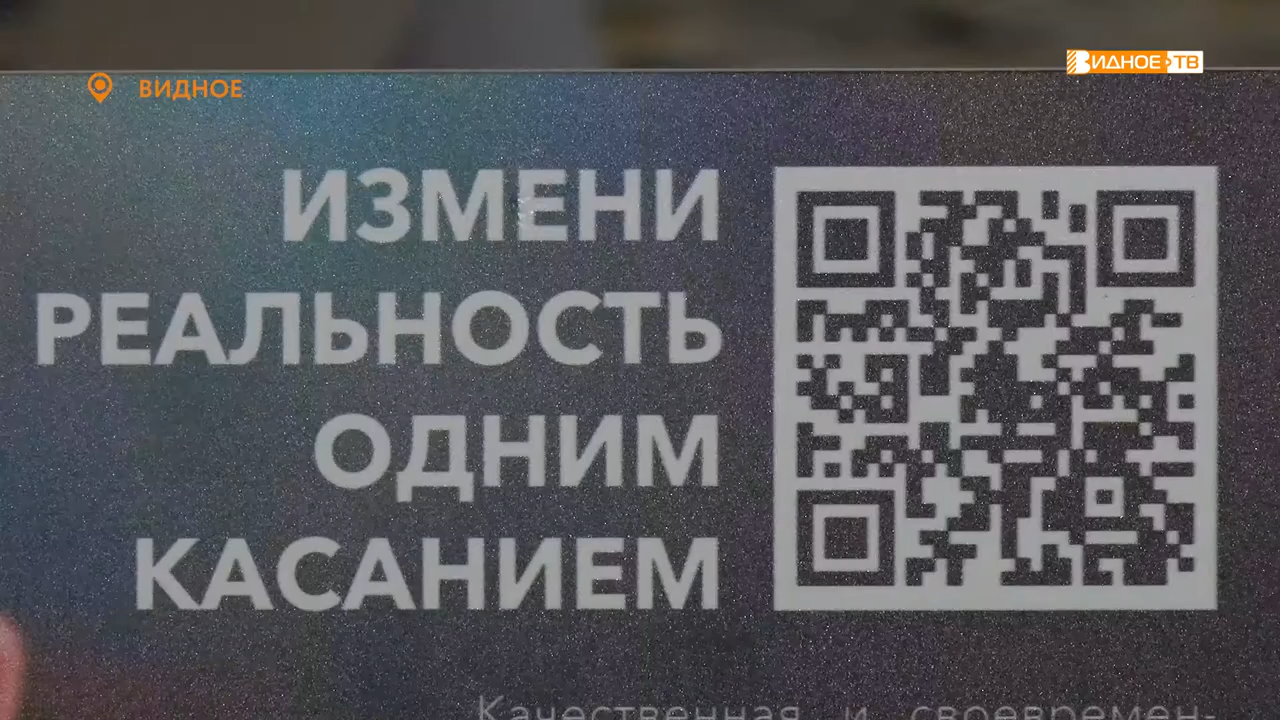 ВИДНОЕ
ВИДНОЕ ТВ
ИЗМЕНИ
РЕАЛЬНОСТЬ
ОДНИМ
КАСАНИЕМ
Качественная и своевремен-